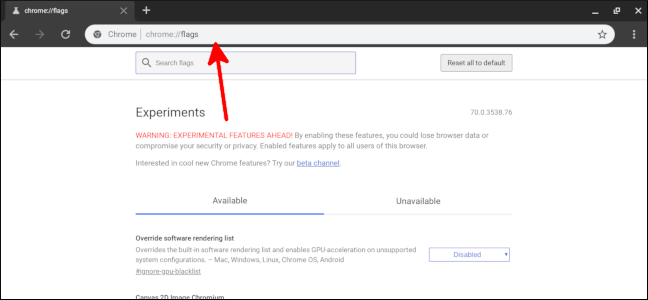 chrome://flags
Chrome | chrome://flags
Search flags
Reset all to default
Experiments
70.0.3538.76
WARNING: EXPERIMENTAL FEATURES AHEAD! By enabling these features, you could lose browser data or
compromise your security or privacy. Enabled features apply to all users of this browser.
Interested in cool new Chrome features? Try our beta channel.
Available
Unavailable
Override software rendering list
Overrides the built-in software rendering list and enables GPU-acceleration on unsupported
system configurations. – Mac, Windows, Linux, Chrome OS, Android
Disabled
#ignore-gpu-blacklist
Canvas 2D Image Chromium